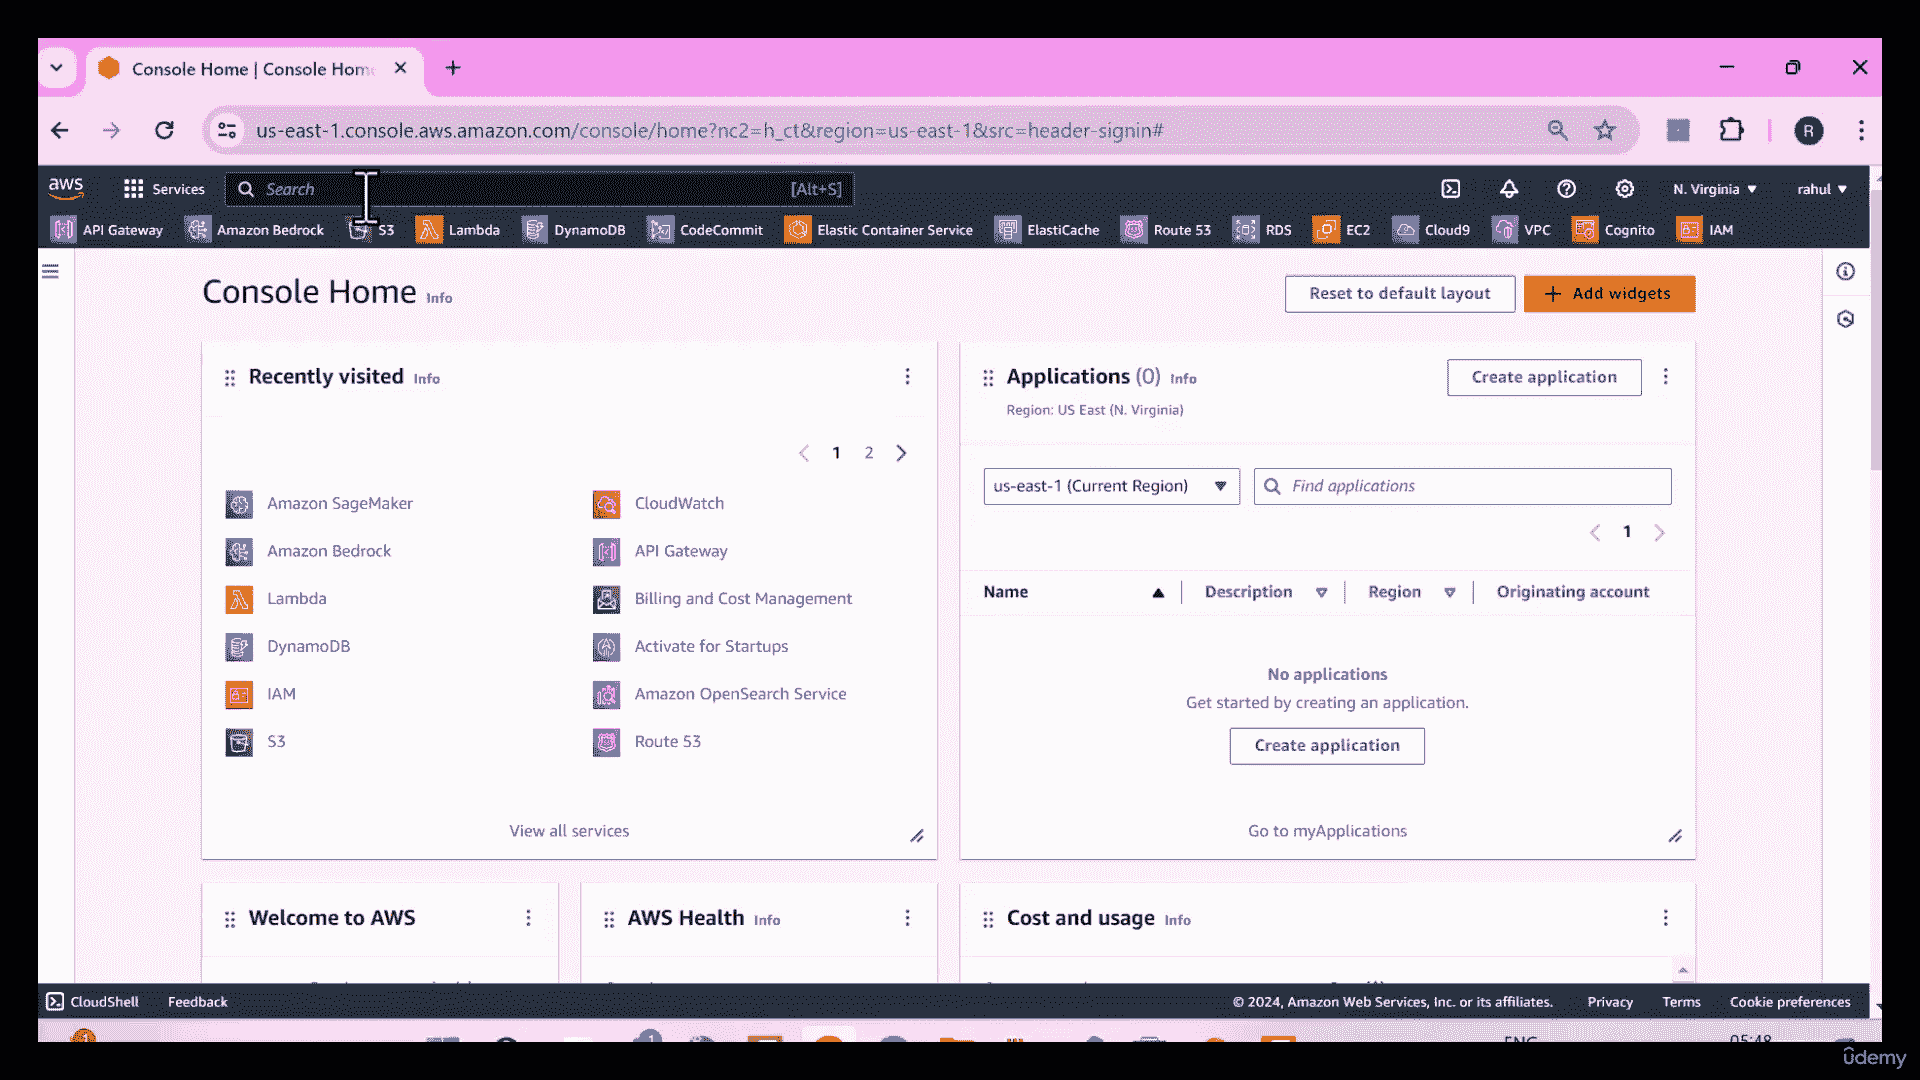 Console Home | Console Hom
us-east-1.console.aws.amazon.com/console/home?nc2=h_ct&region=us-east-1&src=header-signin#
R
aws Services Search [Alt+S] N. Virginia ▼ rahul ▼
API Gateway Amazon Bedrock S3 Lambda DynamoDB CodeCommit Elastic Container Service ElastiCache Route 53 RDS EC2 Cloud9 VPC Cognito IAM
Console Home Info
Reset to default layout
+ Add widgets
Recently visited Info
1 2
Amazon SageMaker
Amazon Bedrock
Lambda
DynamoDB
IAM
S3
CloudWatch
API Gateway
Billing and Cost Management
Activate for Startups
Amazon OpenSearch Service
Route 53
View all services
Applications (0) Info
Region: US East (N. Virginia)
Create application
us-east-1 (Current Region)
Find applications
1
Name Description Region Originating account
No applications
Get started by creating an application.
Create application
Go to myApplications
Welcome to AWS
AWS Health Info
Cost and usage Info
CloudShell Feedback
© 2024, Amazon Web Services, Inc. or its affiliates. Privacy Terms Cookie preferences
ENG
05:48
udemy